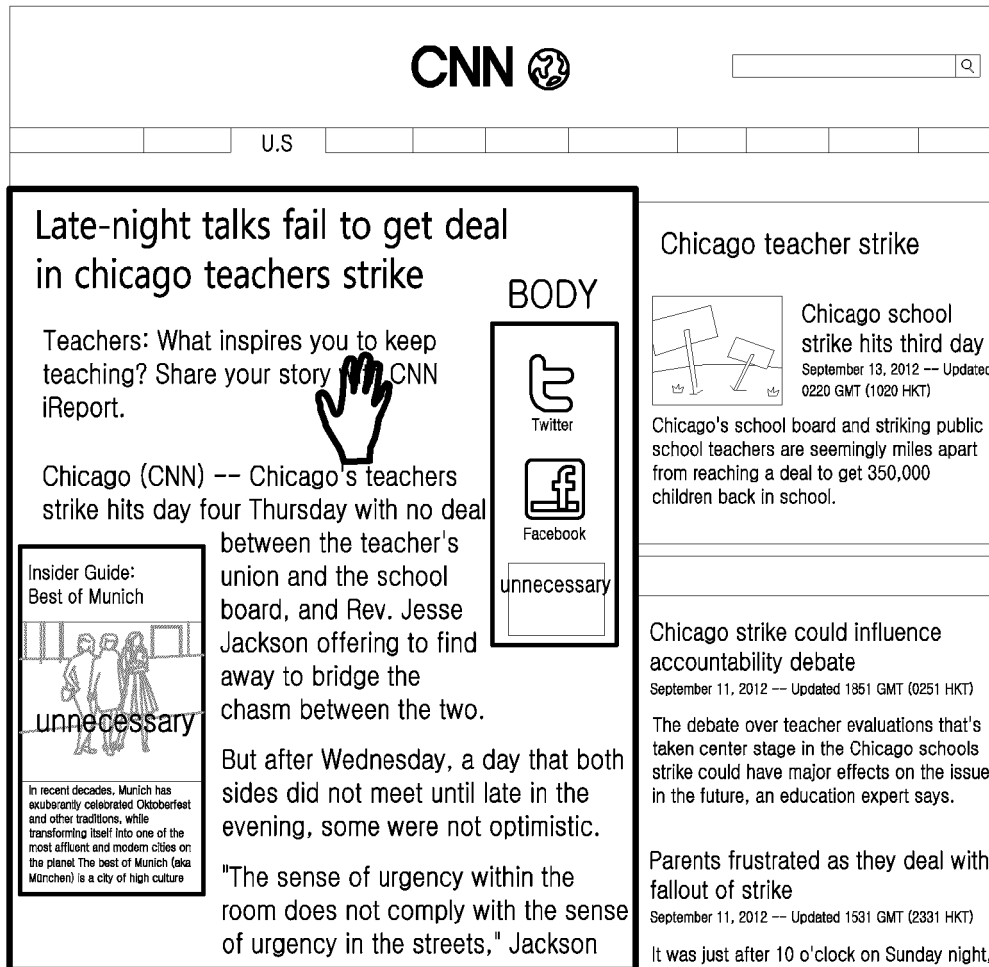 CNN
U.S
Late-night talks fail to get deal
in chicago teachers strike
BODY
Teachers: What inspires you to keep
teaching? Share your story CNN
iReport.
Chicago (CNN) -- Chicago's teachers
strike hits day four Thursday with no deal
between the teacher's
union and the school
board, and Rev. Jesse
Jackson offering to find
away to bridge the
chasm between the two.
But after Wednesday, a day that both
sides did not meet until late in the
evening, some were not optimistic.
"The sense of urgency within the
room does not comply with the sense
of urgency in the streets," Jackson
Twitter
Facebook
unnecessary
Insider Guide:
Best of Munich
unnecessary
In recent decades, Munich has
exuberantly celebrated Oktoberfest
and other traditions, while
transforming itself into one of the
most affluent and modern cities on
the planet The best of Munich (aka
München) is a city of high culture
Chicago teacher strike
Chicago school
strike hits third day
September 13, 2012 -- Updated
0220 GMT (1020 HKT)
Chicago's school board and striking public
school teachers are seemingly miles apart
from reaching a deal to get 350,000
children back in school.
Chicago strike could influence
accountability debate
September 11, 2012 -- Updated 1851 GMT (0251 HKT)
The debate over teacher evaluations that's
taken center stage in the Chicago schools
strike could have major effects on the issue
in the future, an education expert says.
Parents frustrated as they deal with
fallout of strike
September 11, 2012 -- Updated 1531 GMT (2331 HKT)
It was just after 10 o'clock on Sunday night,